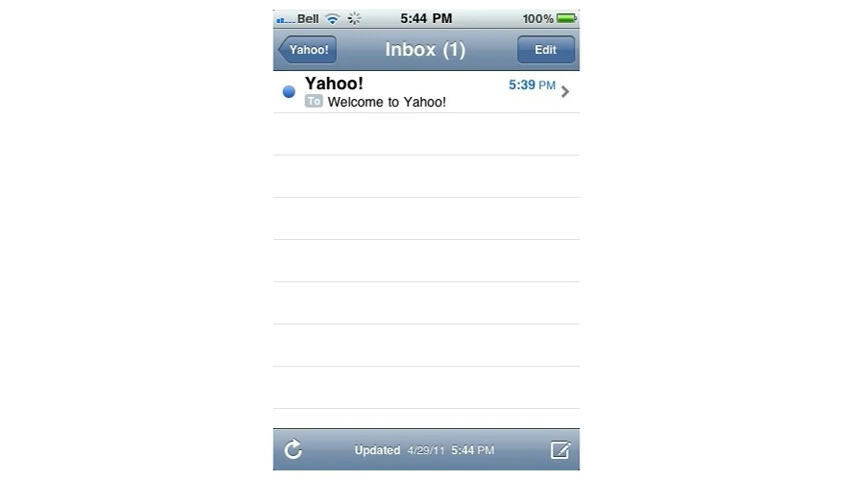 Bell 5:44 PM 100%
Yahoo! Inbox (1) Edit
Yahoo! 5:39 PM
To Welcome to Yahoo!
Updated 4/29/11 5:44 PM